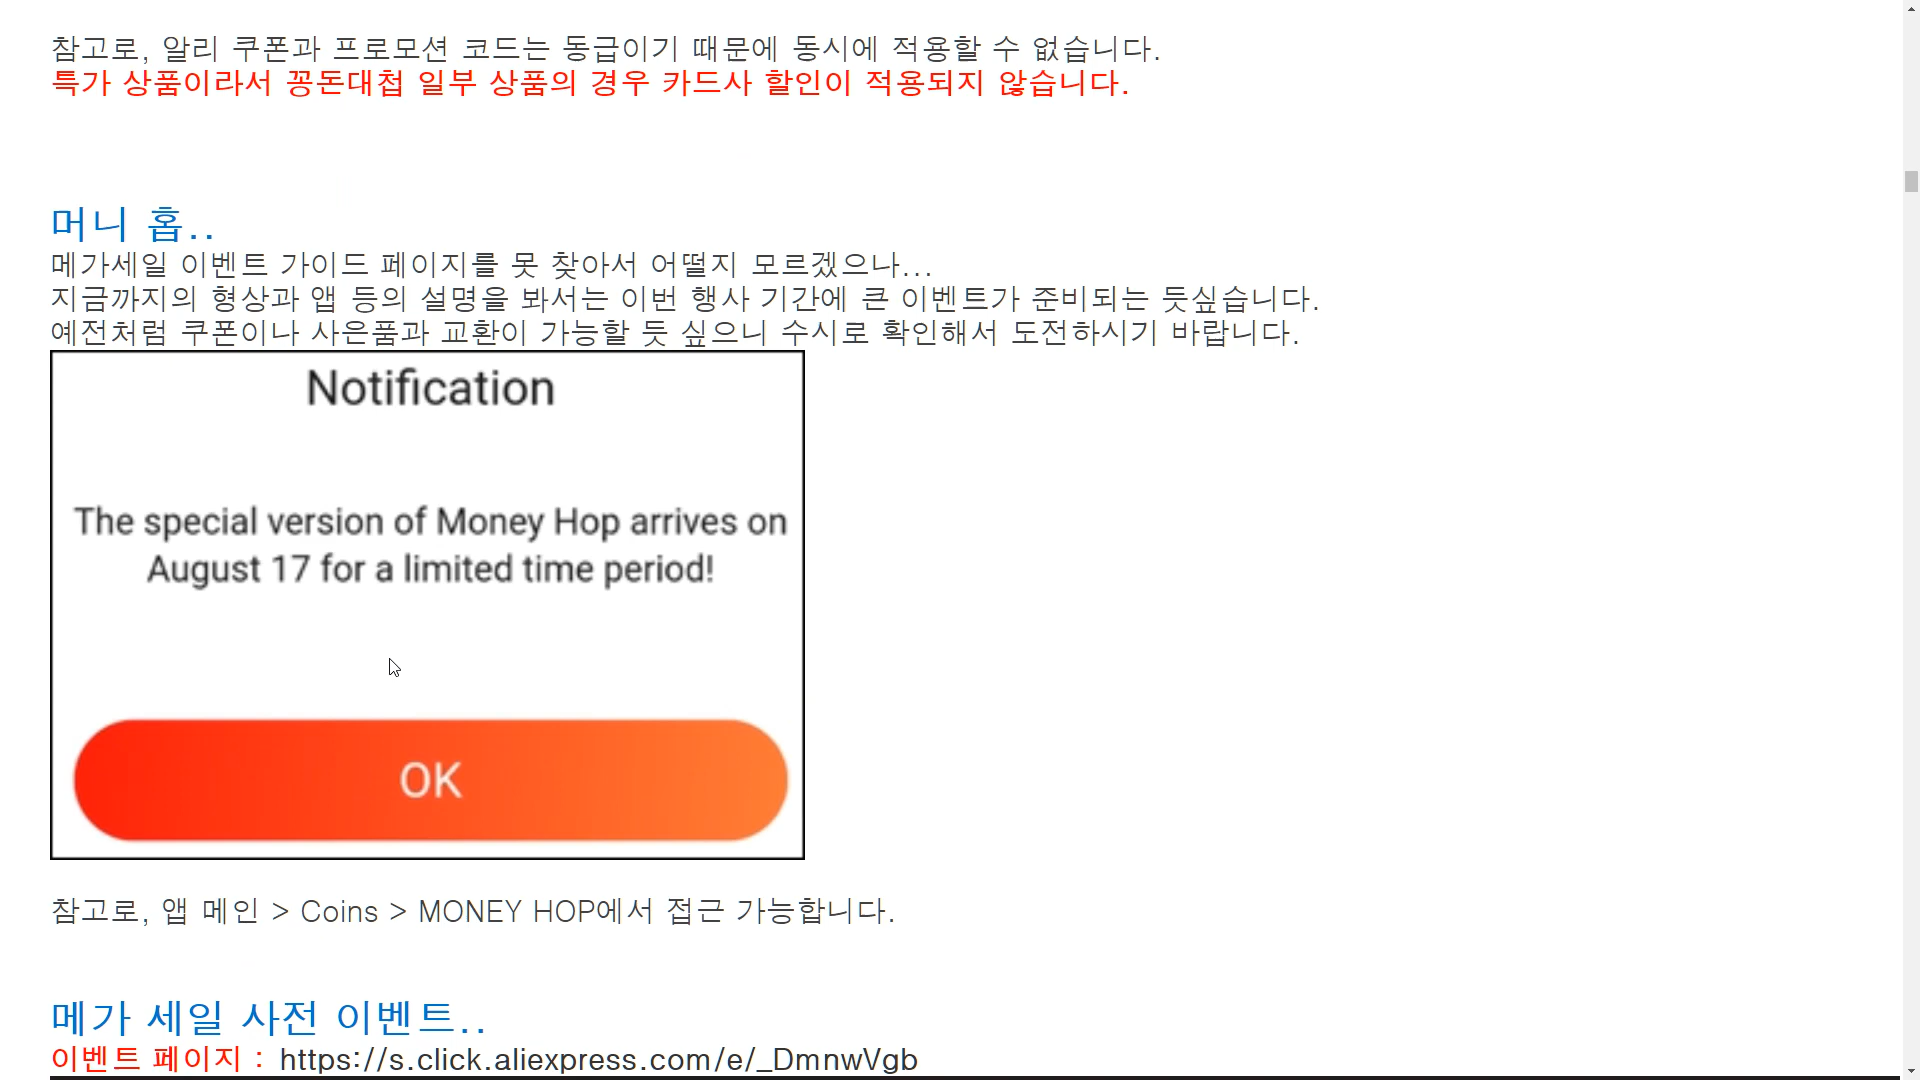 참고로, 알리 쿠폰과 프로모션 코드는 동급이기 때문에 동시에 적용할 수 없습니다.
특가 상품이라서 꽁돈대첩 일부 상품의 경우 카드사 할인이 적용되지 않습니다.
머니 홉..
메가세일 이벤트 가이드 페이지를 못 찾아서 어떨지 모르겠으나...
지금까지의 형상과 앱 등의 설명을 봐서는 이번 행사 기간에 큰 이벤트가 준비되는 듯싶습니다.
예전처럼 쿠폰이나 사은품과 교환이 가능할 듯 싶으니 수시로 확인해서 도전하시기 바랍니다.
Notification
The special version of Money Hop arrives on
August 17 for a limited time period!
OK
참고로, 앱 메인 > Coins > MONEY HOP에서 접근 가능합니다.
메가 세일 사전 이벤트..
이벤트 페이지 : https://s.click.aliexpress.com/e/_DmnwVgb